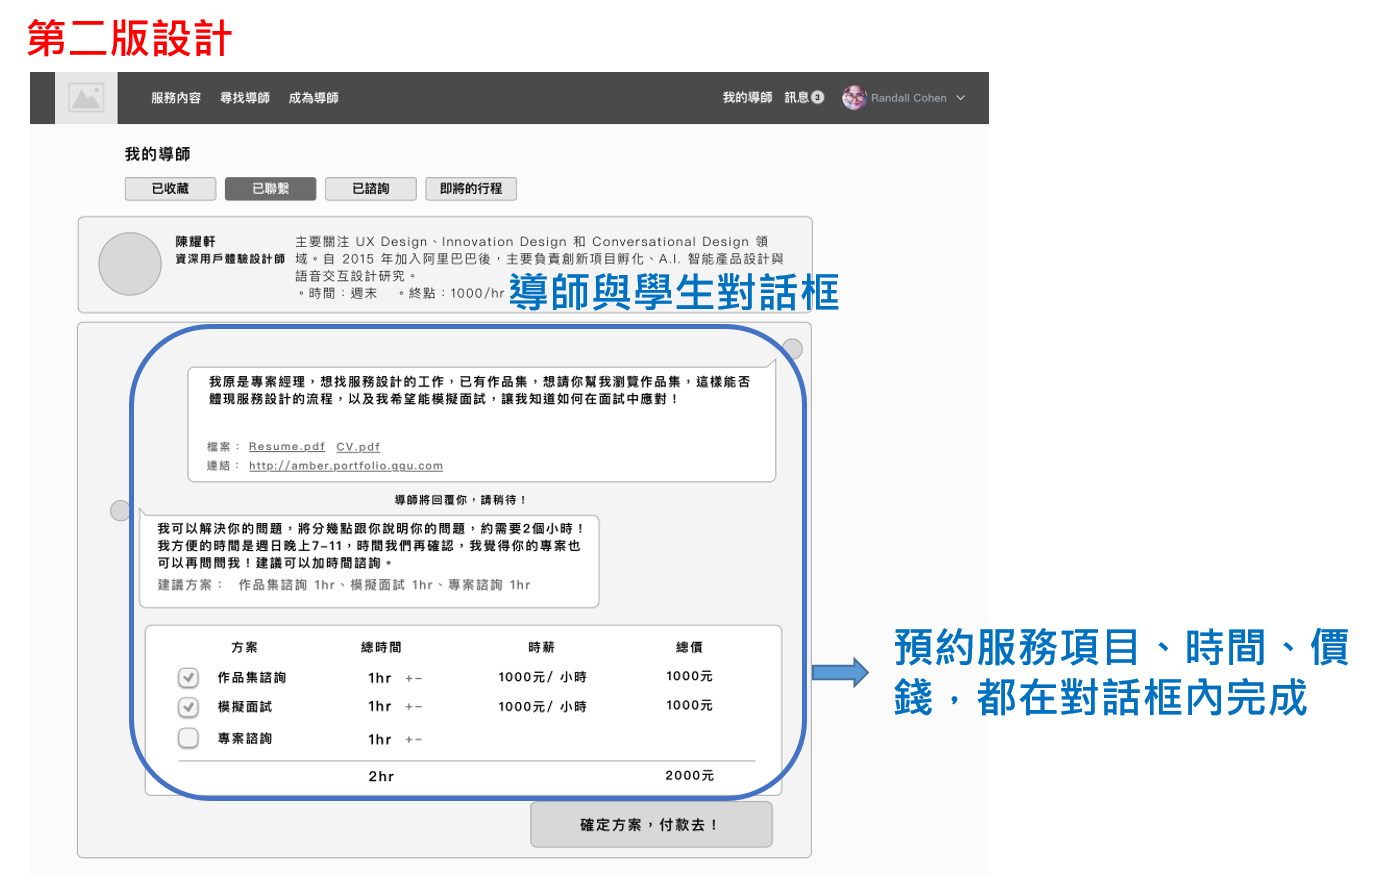 第二版設計
服務內容 尋找導師 成為導師 我的導師 訊息 3 Randall Cohen
我的導師
已收藏 已聯繫 已諮詢 即將的行程
陳耀軒
資深用戶體驗設計師
主要關注 UX Design、Innovation Design 和 Conversational Design 領
域。自 2015 年加入阿里巴巴後，主要負責創新項目孵化、A.I. 智能產品設計與
語音交互設計研究。
。時間：週末 。終點：1000/hr
導師與學生對話框
我原是專案經理，想找服務設計的工作，已有作品集，想請你幫我瀏覽作品集，這樣能否
體現服務設計的流程，以及我希望能模擬面試，讓我知道如何在面試中應對！
檔案： Resume.pdf CV.pdf
連結： http://amber.portfolio.ggu.com
導師將回覆你，請稍待！
我可以解決你的問題，將分幾點跟你說明你的問題，約需要2個小時！
我方便的時間是週日晚上7-11，時間我們再確認，我覺得你的專案也
可以再問問我！建議可以加時間諮詢。
建議方案： 作品集諮詢 1hr、模擬面試 1hr、專案諮詢 1hr
方案 總時間 時薪 總價
作品集諮詢 1hr +- 1000元/ 小時 1000元
模擬面試 1hr +- 1000元/ 小時 1000元
專案諮詢 1hr +-
2hr 2000元
確定方案，付款去！
預約服務項目、時間、價
錢，都在對話框內完成